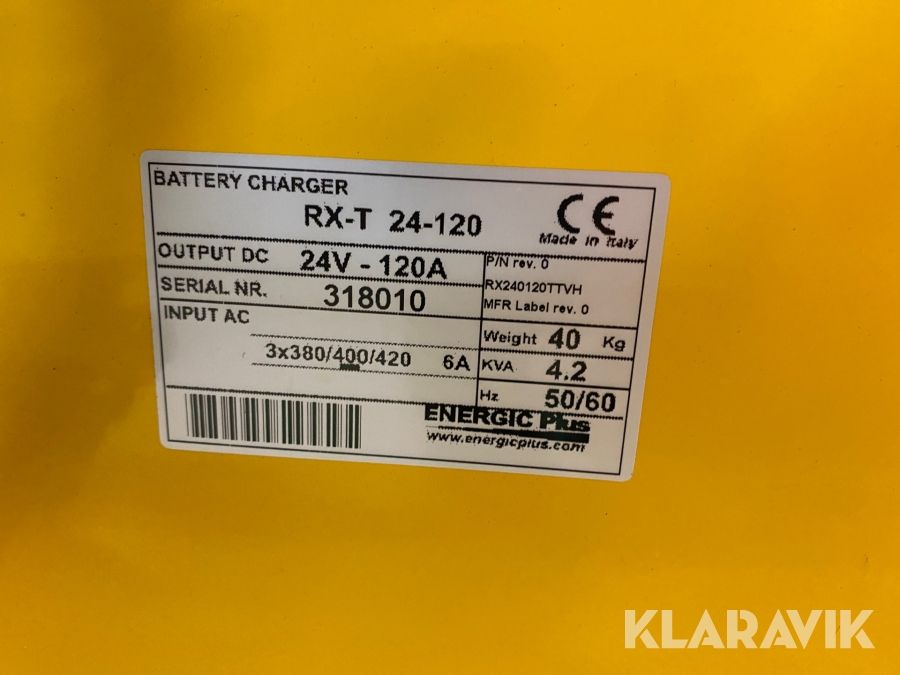 BATTERY CHARGER
RX-T 24-120
CE
Made in Italy
OUTPUT DC 24V - 120A
P/N rev. 0
RX240120TTVH
SERIAL NR. 318010
MFR Label rev. 0
INPUT AC
Weight 40 Kg
3x380/400/420 6A
KVA 4.2
Hz 50/60
ENERGIC Plus
www.energicplus.com
KLARAVIK